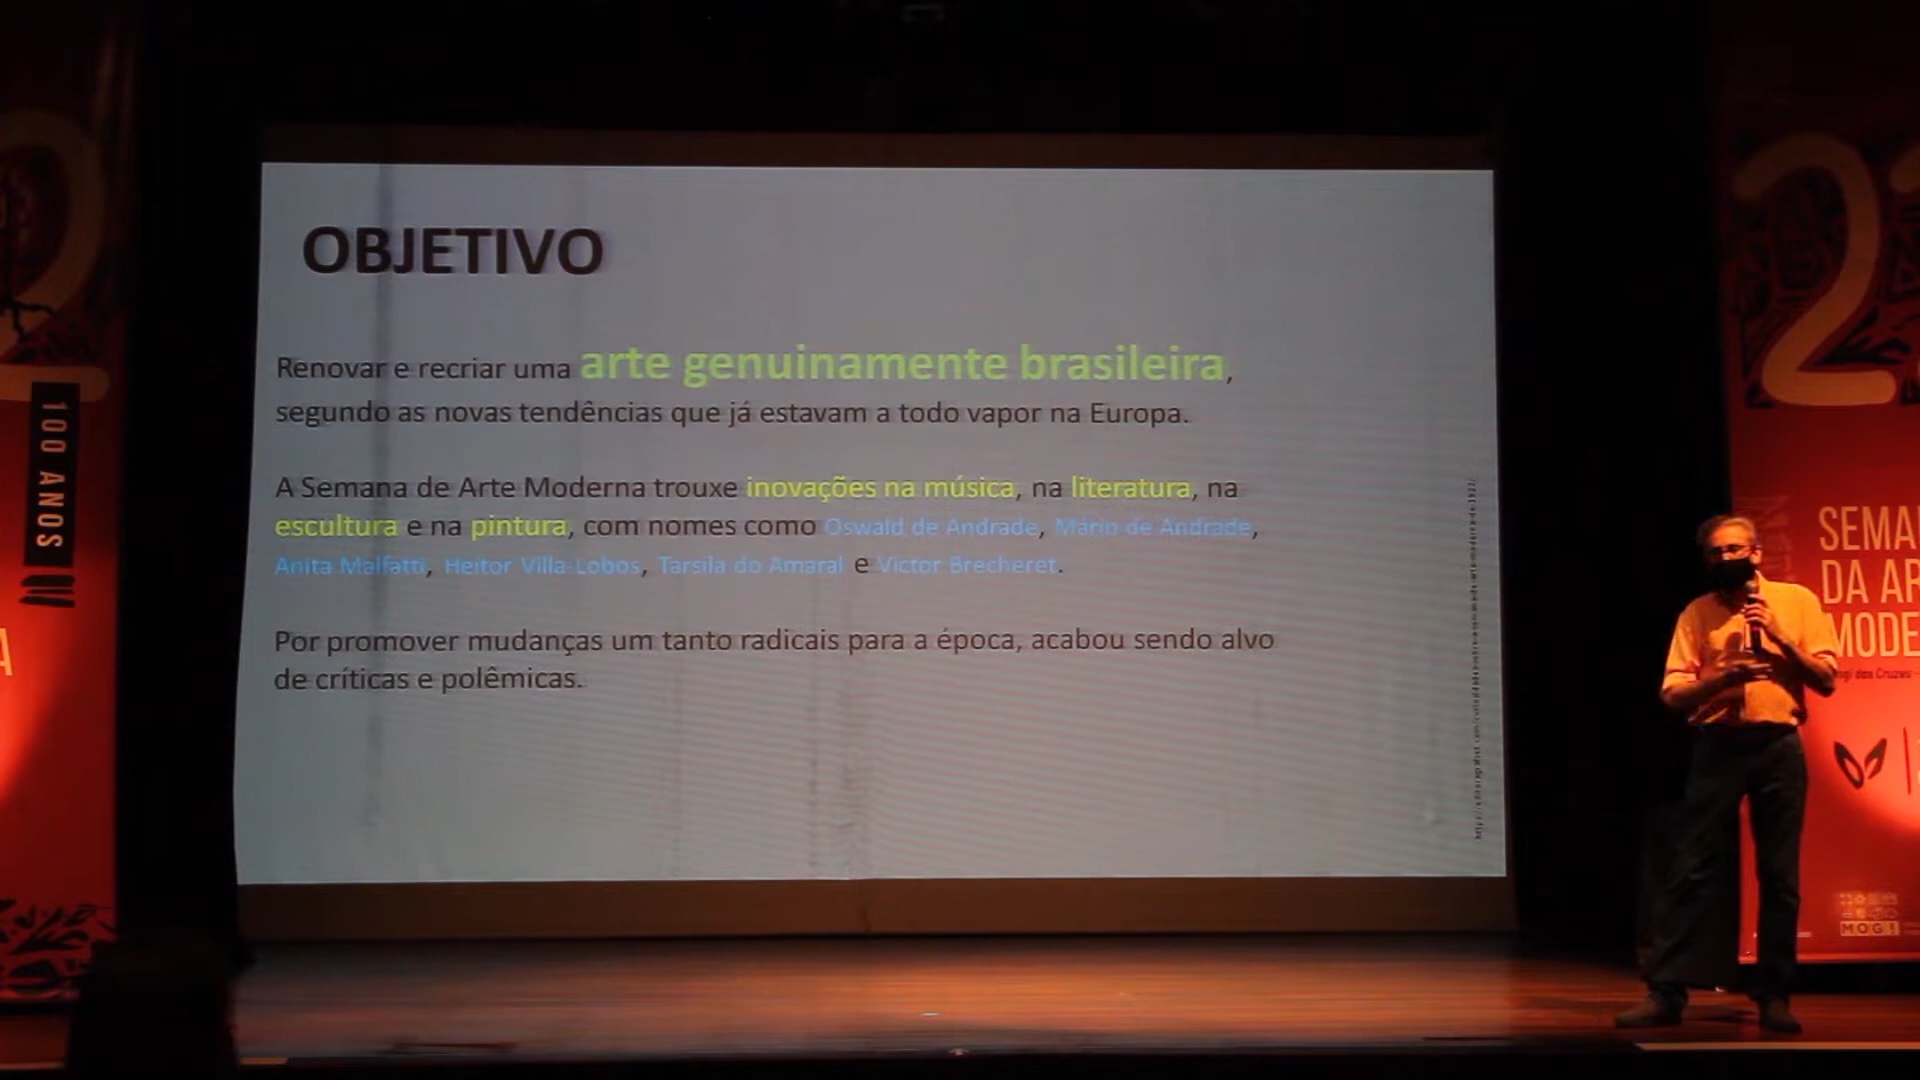 OBJETIVO
Renovar e recriar uma arte genuinamente brasileira,
segundo as novas tendências que já estavam a todo vapor na Europa.
A Semana de Arte Moderna trouxe inovações na música, na literatura, na
escultura e na pintura, com nomes como Oswald de Andrade, Mário de Andrade,
Anita Malfatti, Heitor Villa-Lobos, Tarsila do Amaral e Victor Brecheret.
Por promover mudanças um tanto radicais para a época, acabou sendo alvo
de críticas e polêmicas.
100 ANOS
A
22
SEMA
DA AR
MODE
das Cruzes
MOGI